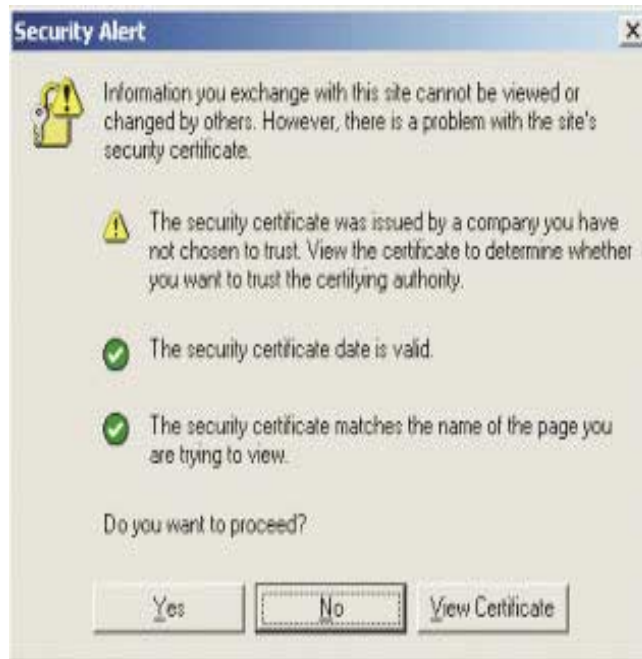 Security Alert
Information you exchange with this site cannot be viewed or
changed by others. However, there is a problem with the site's
security certificate.
The security certificate was issued by a company you have
not chosen to trust. View the certificate to determine whether
you want to trust the certifying authority.
The security certificate date is valid.
The security certificate matches the name of the page you
are trying to view.
Do you want to proceed?
Yes No View Certificate